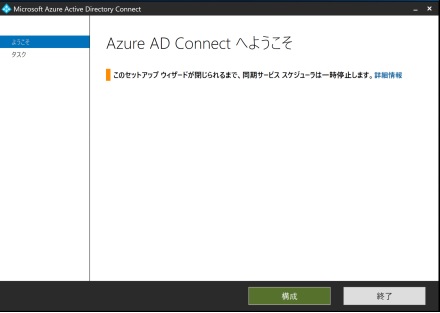 Microsoft Azure Active Directory Connect
ようこそ
タスク
Azure AD Connect へようこそ
このセットアップ ウィザードが閉じられるまで、同期サービス スケジューラは一時停止します。 詳細情報
構成
終了